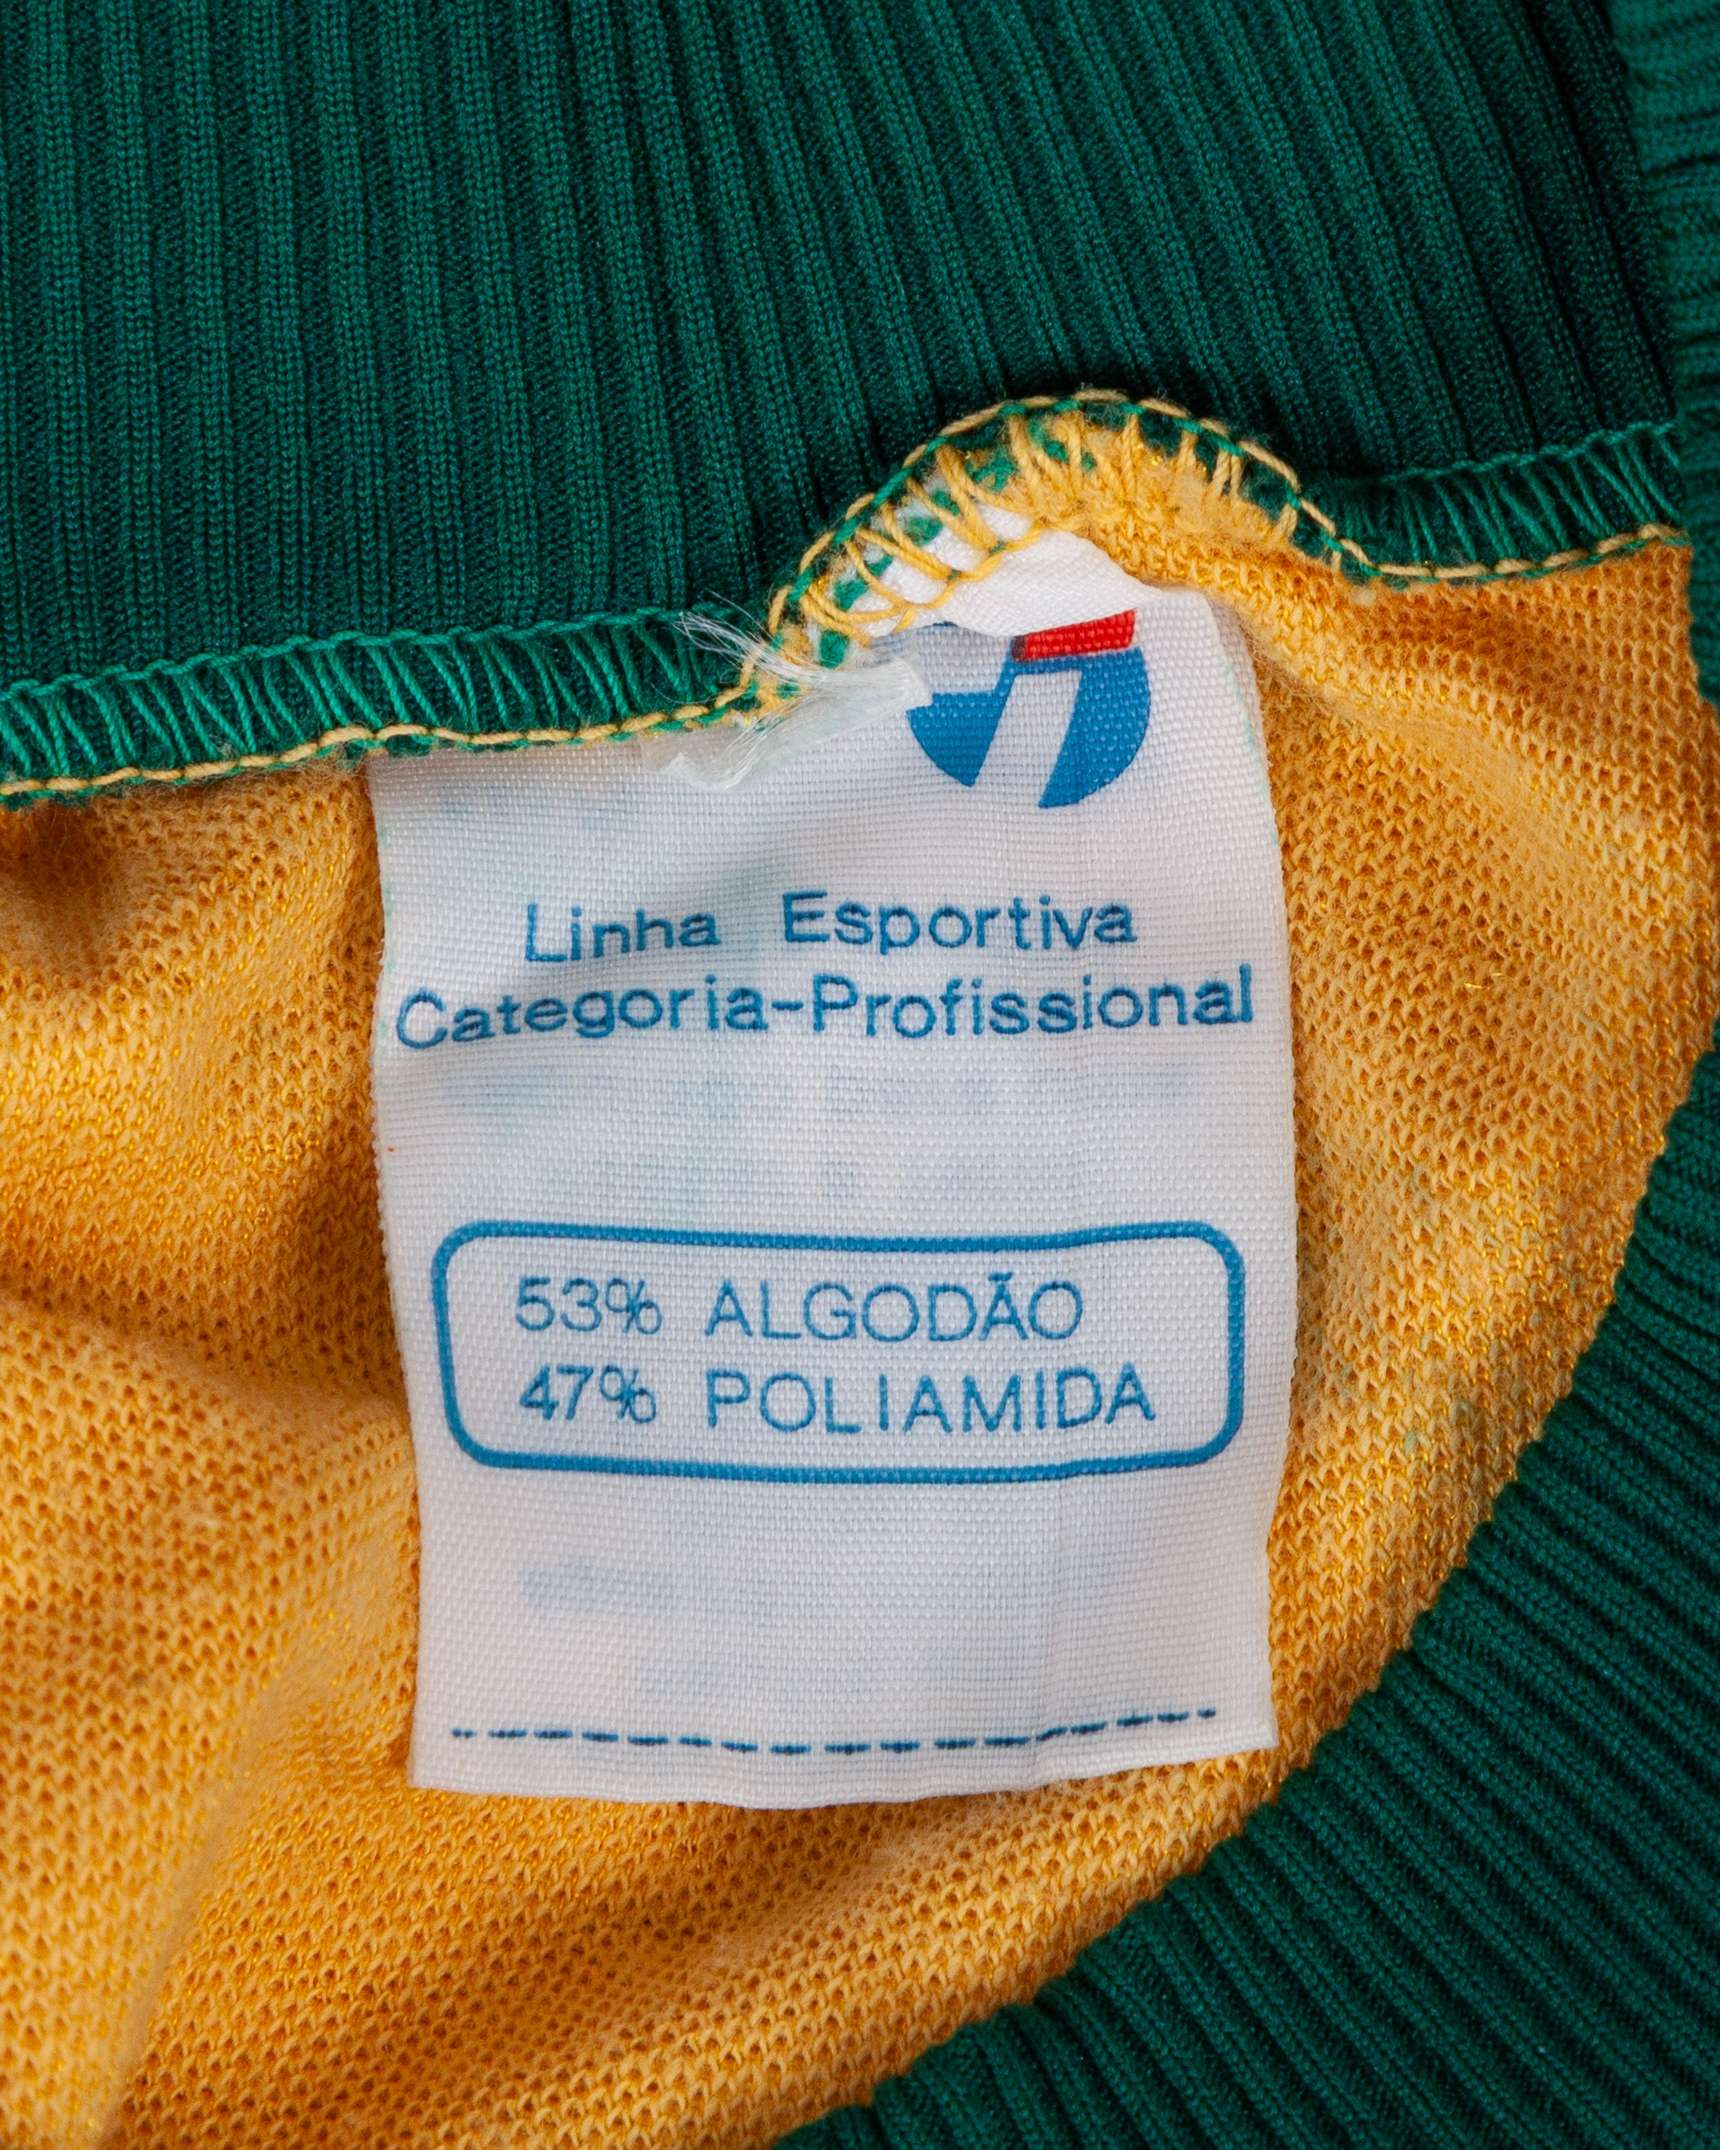 Linha Esportiva
Categoria-Profissional
53% ALGODÃO
47% POLIAMIDA